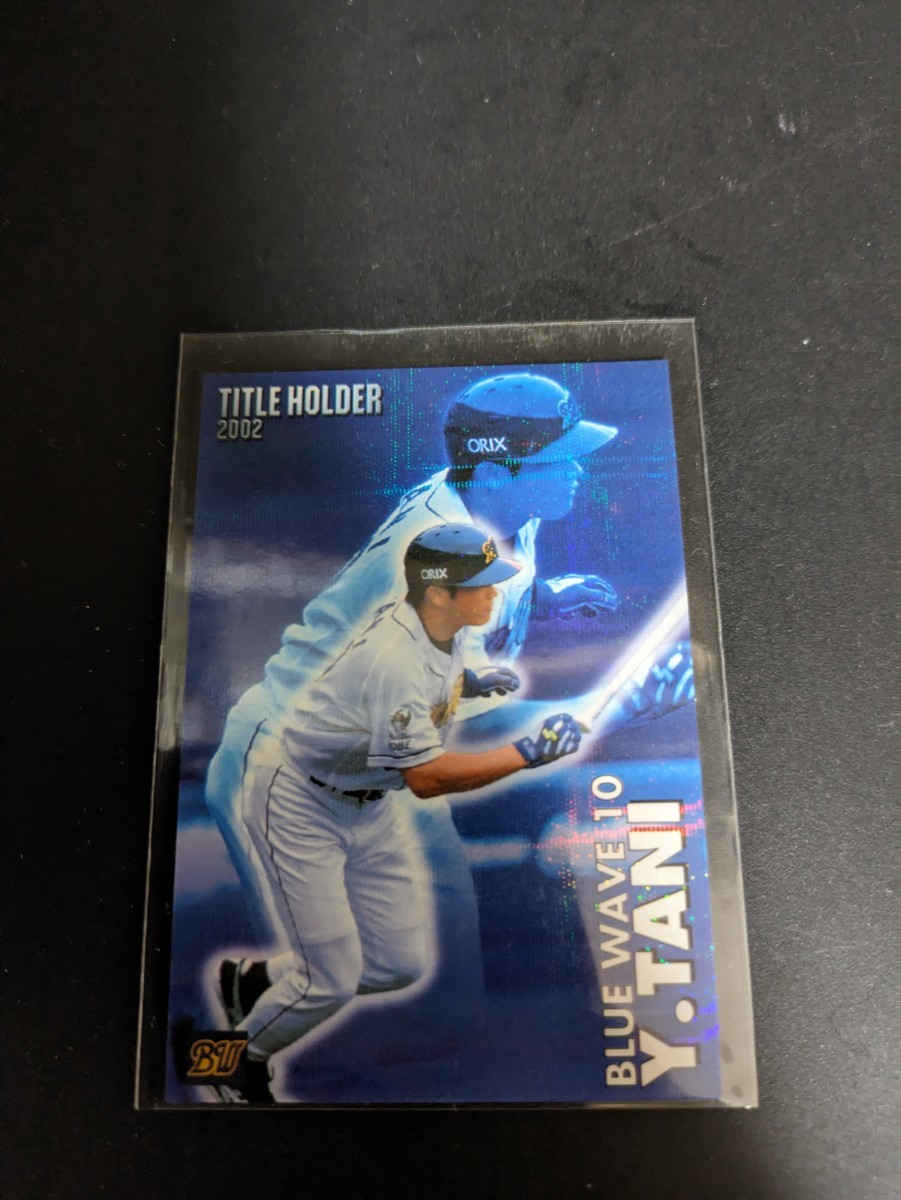 TITLE HOLDER
2002
ORIX
ORIX
BLUE WAVE 10
Y.TANI
BW